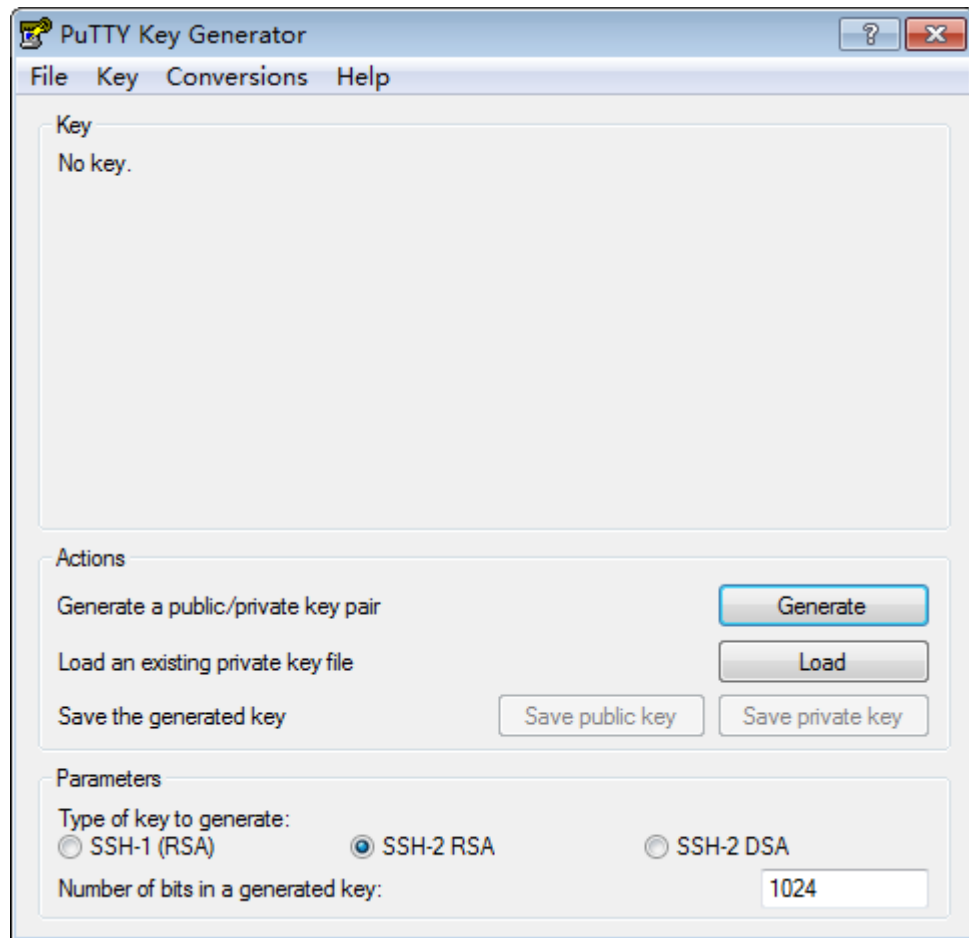 PuTTY Key Generator
File Key Conversions Help
Key
No key.
Actions
Generate a public/private key pair Generate
Load an existing private key file Load
Save the generated key Save public key Save private key
Parameters
Type of key to generate:
SSH-1 (RSA) SSH-2 RSA SSH-2 DSA
Number of bits in a generated key: 1024